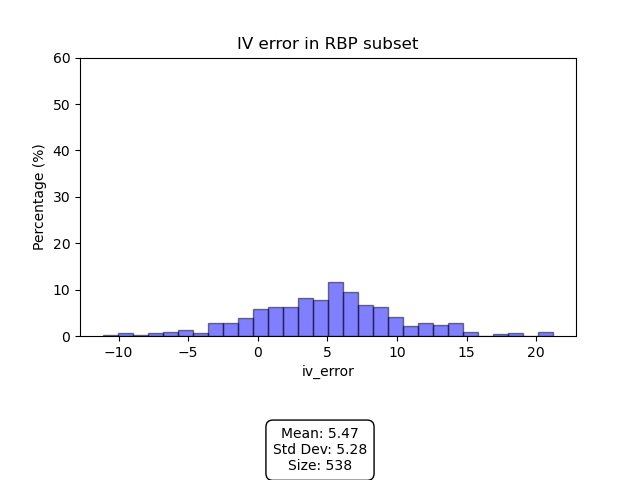 IV error in RBP subset
60
50
40
30
20
10
0
Percentage (%)
−10 −5 0 5 10 15 20
iv_error
Mean: 5.47
Std Dev: 5.28
Size: 538